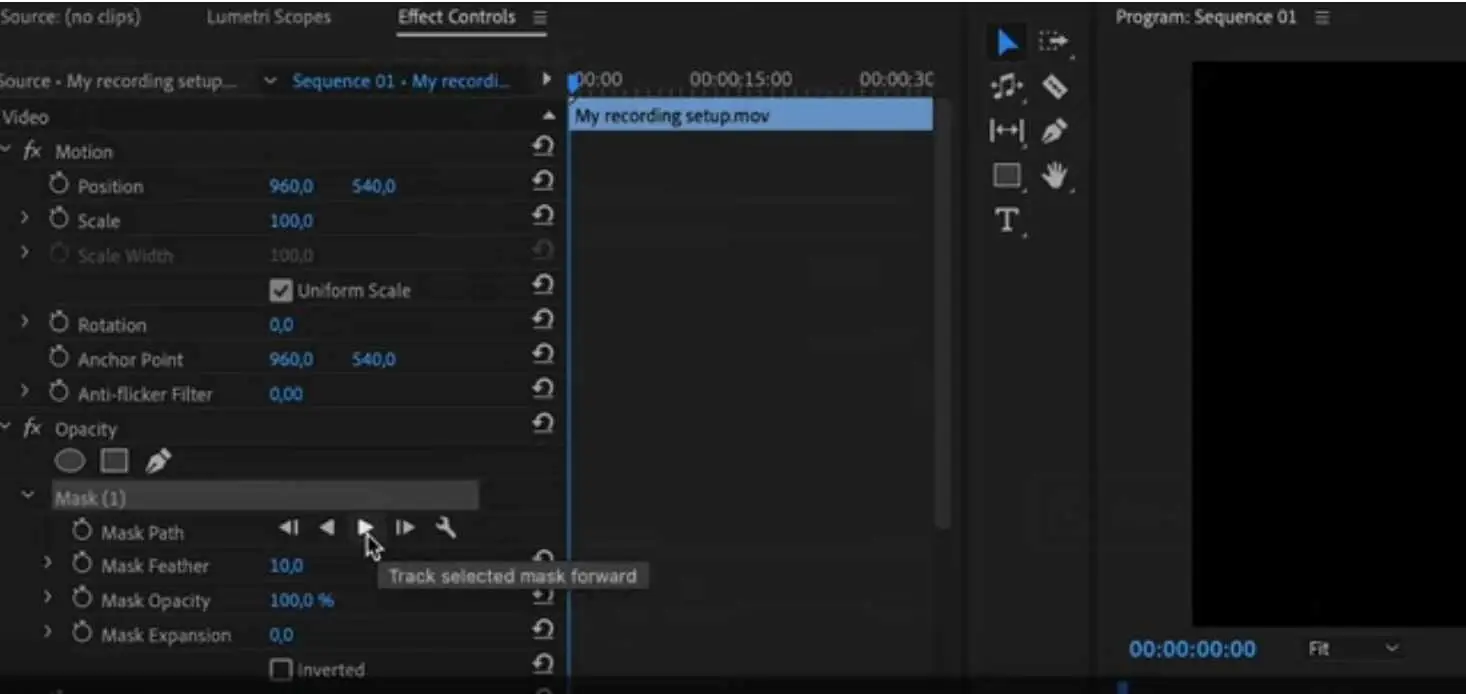 Source: (no clips) Lumetri Scopes Effect Controls Program: Sequence 01
Source • My recording setup... Sequence 01 • My recordi... 00:00 00:00:15:00 00:00:30
Video My recording setup.mov
fx Motion
Position 960,0 540,0
Scale 100,0
Scale Width 100,0
Uniform Scale
Rotation 0,0
Anchor Point 960,0 540,0
Anti-flicker Filter 0,00
fx Opacity
Mask (1)
Mask Path
Mask Feather 10,0
Track selected mask forward
Mask Opacity 100,0 %
Mask Expansion 0,0
Inverted
T
00:00:00:00 Fit